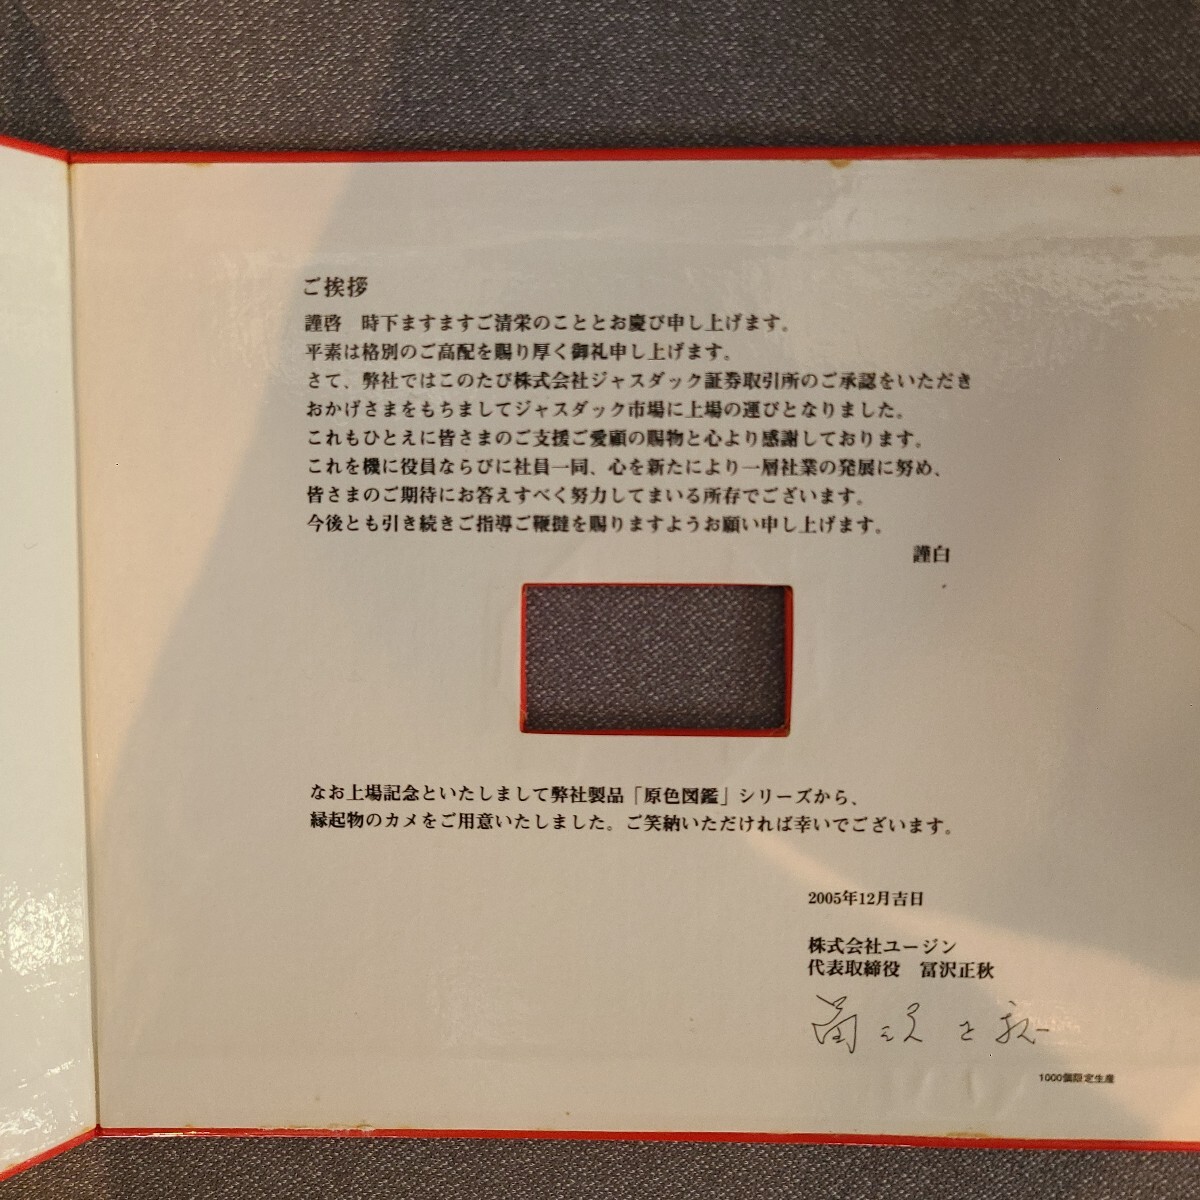 ご挨拶
謹啓　時下ますますご清栄のこととお慶び申し上げます。
平素は格別のご高配を賜り厚く御礼申し上げます。
さて、弊社ではこのたび株式会社ジャスダック証券取引所のご承認をいただき
おかげさまをもちましてジャスダック市場に上場の運びとなりました。
これもひとえに皆さまのご支援ご愛顧の賜物と心より感謝しております。
これを機に役員ならびに社員一同、心を新たにより一層社業の発展に努め、
皆さまのご期待にお答えすべく努力してまいる所存でございます。
今後とも引き続きご指導ご鞭撻を賜りますようお願い申し上げます。
謹白
なお上場記念といたしまして弊社製品「原色図鑑」シリーズから、
縁起物のカメをご用意いたしました。ご笑納いただければ幸いでございます。
2005年12月吉日
株式会社ユージン
代表取締役　冨沢正秋
冨沢正秋
1000個限定生産